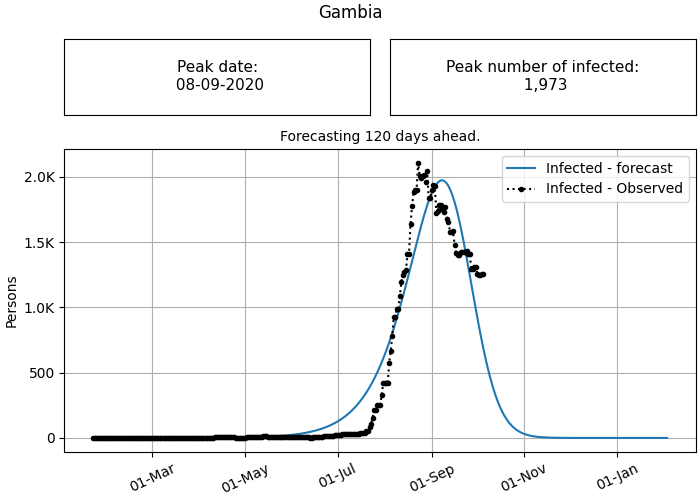 Gambia
Peak date:
08-09-2020
Peak number of infected:
1,973
Forecasting 120 days ahead.
Infected - forecast
Infected - Observed
2.0K
1.5K
1.0K
500
0
Persons
01-Mar
01-May
01-Jul
01-Sep
01-Nov
01-Jan